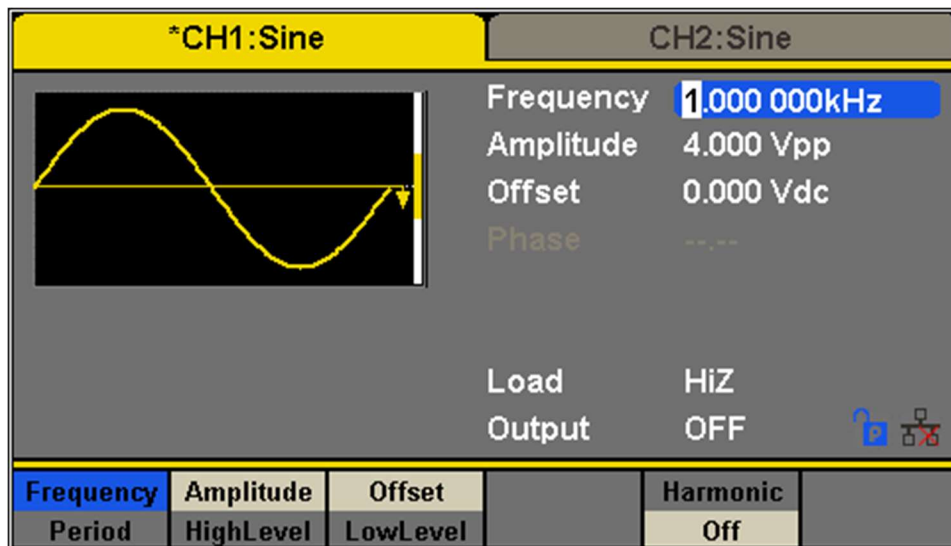 *CH1:Sine CH2:Sine
Frequency 1.000 000kHz
Amplitude 4.000 Vpp
Offset 0.000 Vdc
Phase --.--
Load HiZ
Output OFF
P
Frequency Amplitude Offset Harmonic
Period HighLevel LowLevel Off